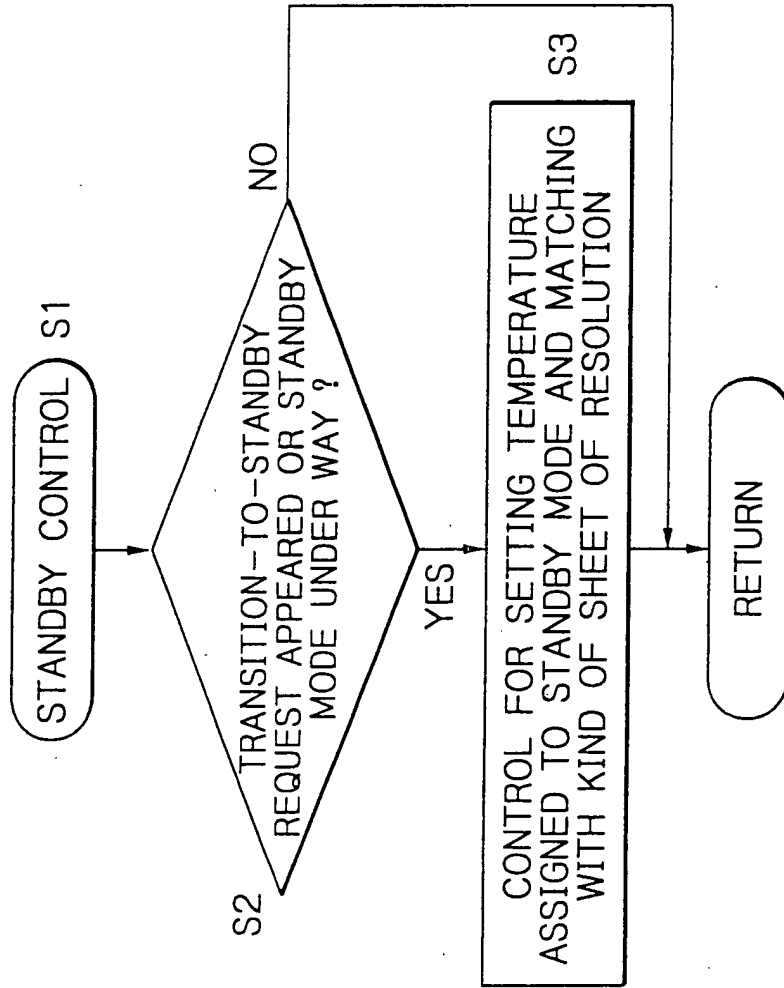 STANDBY CONTROL S1
S2
TRANSITION-TO-STANDBY
REQUEST APPEARED OR STANDBY
MODE UNDER WAY ?
NO
YES
S3
CONTROL FOR SETTING TEMPERATURE
ASSIGNED TO STANDBY MODE AND MATCHING
WITH KIND OF SHEET OF RESOLUTION
RETURN